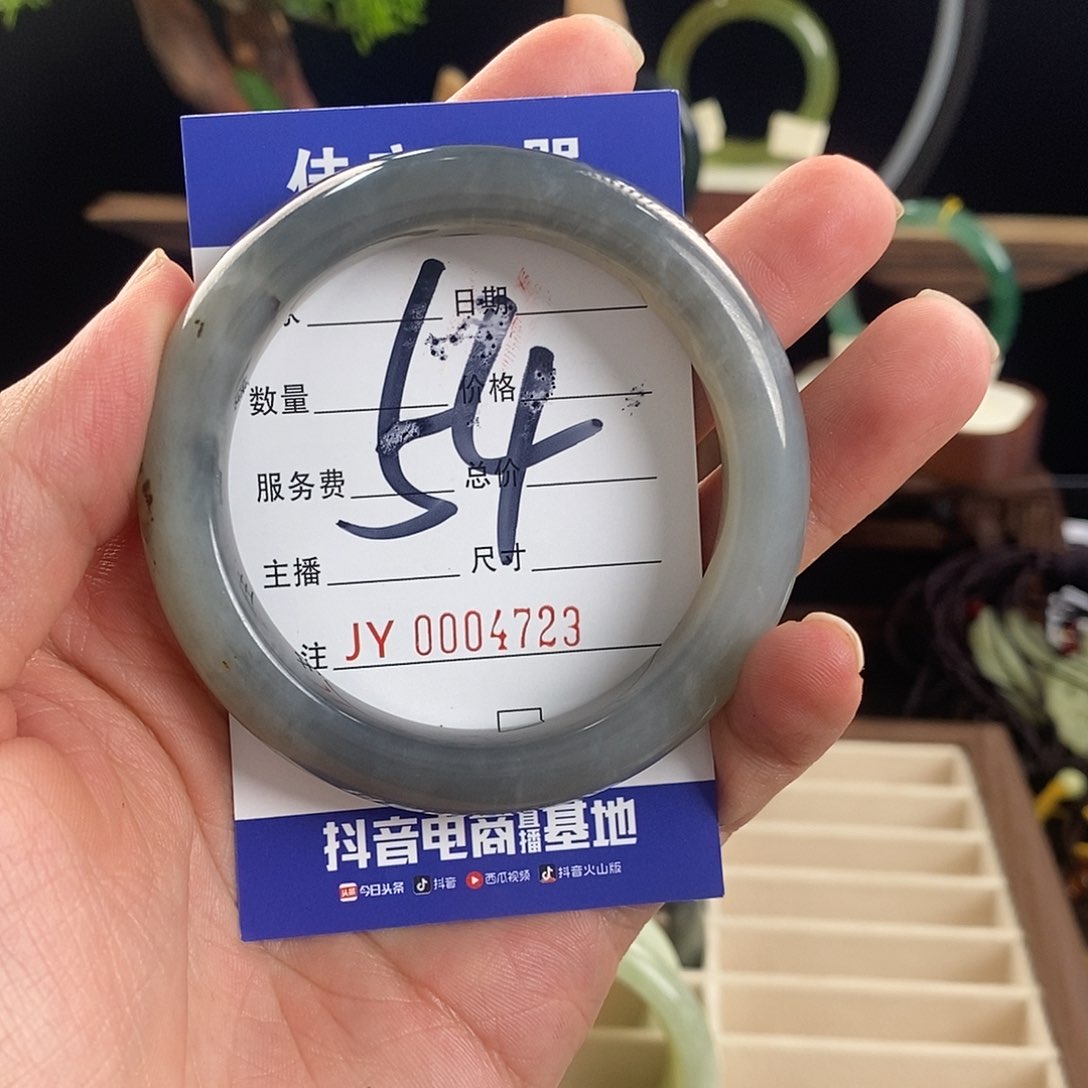 日期
54
数量 价格
服务费 总价
主播 尺寸
注 JY 0004723
抖音电商直播基地
头条 今日头条 抖音 西瓜视频 抖音火山版